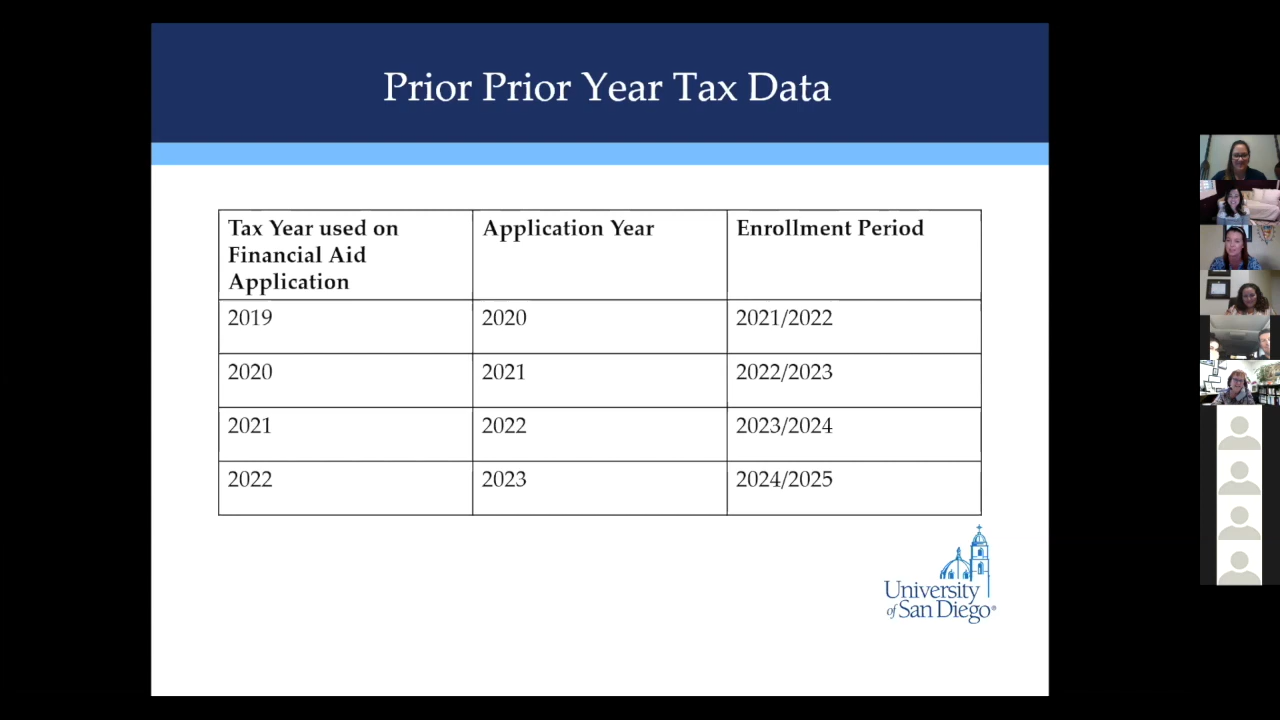 Prior Prior Year Tax Data
Tax Year used on
Financial Aid
Application
Application Year
Enrollment Period
2019
2020
2021/2022
2020
2021
2022/2023
2021
2022
2023/2024
2022
2023
2024/2025
University
of San Diego®